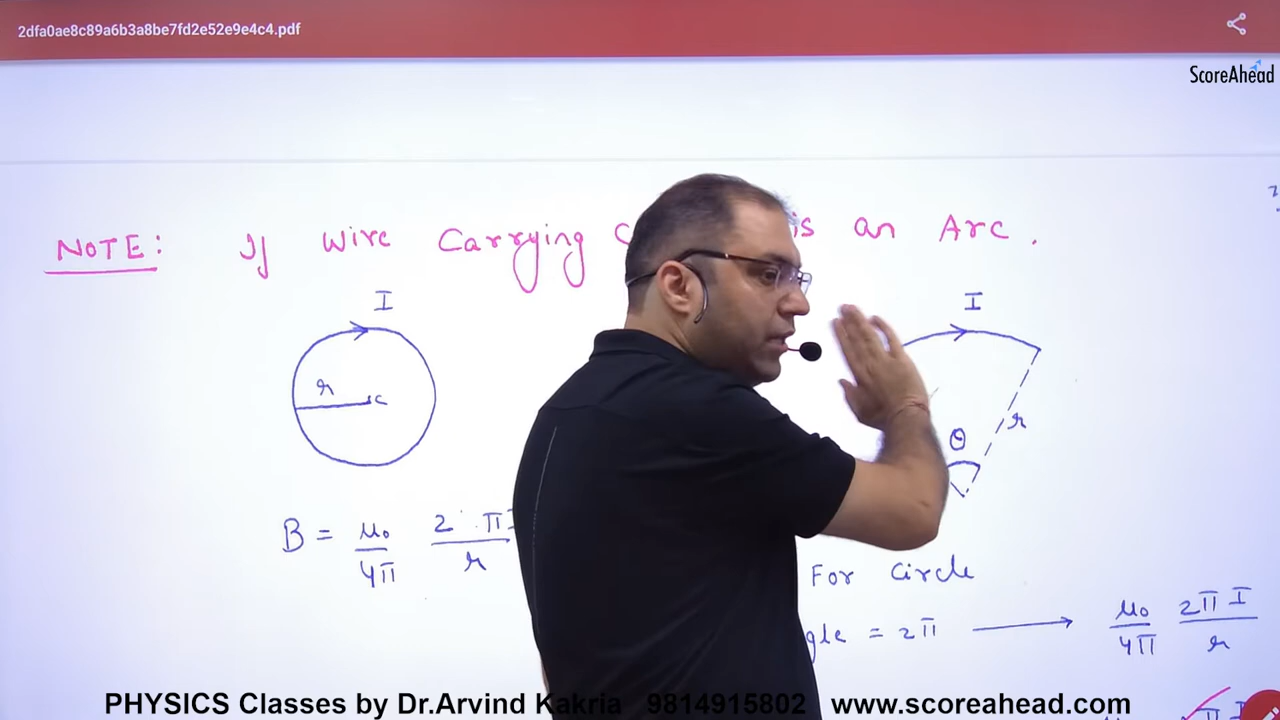 2dfa0ae8c89a6b3a8be7fd2e52e9e4c4.pdf
ScoreAhead
NOTE: If wire Carrying is an Arc.
I
I
r
c
r
θ
B = μ₀/4π 2πI/r
For Circle
= 2π → μ₀/4π 2π I/r
PHYSICS Classes by Dr.Arvind Kakria 9814915802 www.scoreahead.com